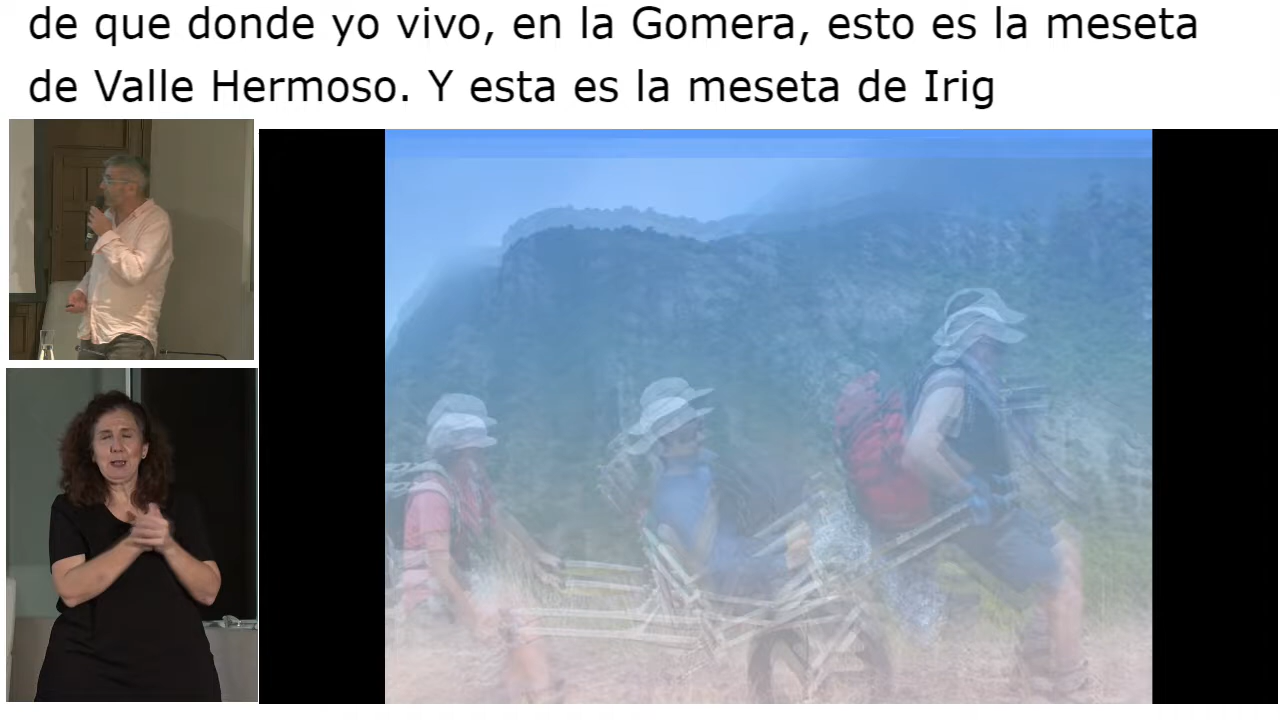 de que donde yo vivo, en la Gomera, esto es la meseta
de Valle Hermoso. Y esta es la meseta de Irig